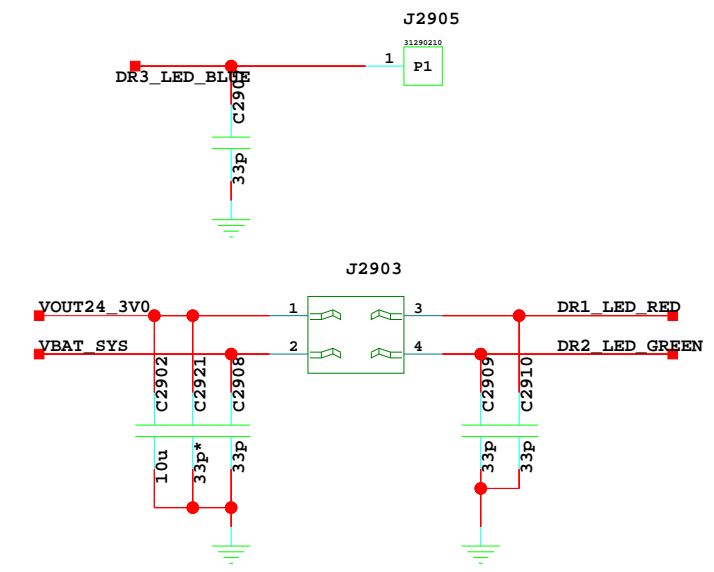 J2905
31290210
1
P1
DR3_LED_BLUE
33p
J2903
VOUT24_3V0
1
3
DR1_LED_RED
VBAT_SYS
2
4
DR2_LED_GREEN
C2902
C2921
C2908
C2909
C2910
10u
33p*
33p
33p
33p